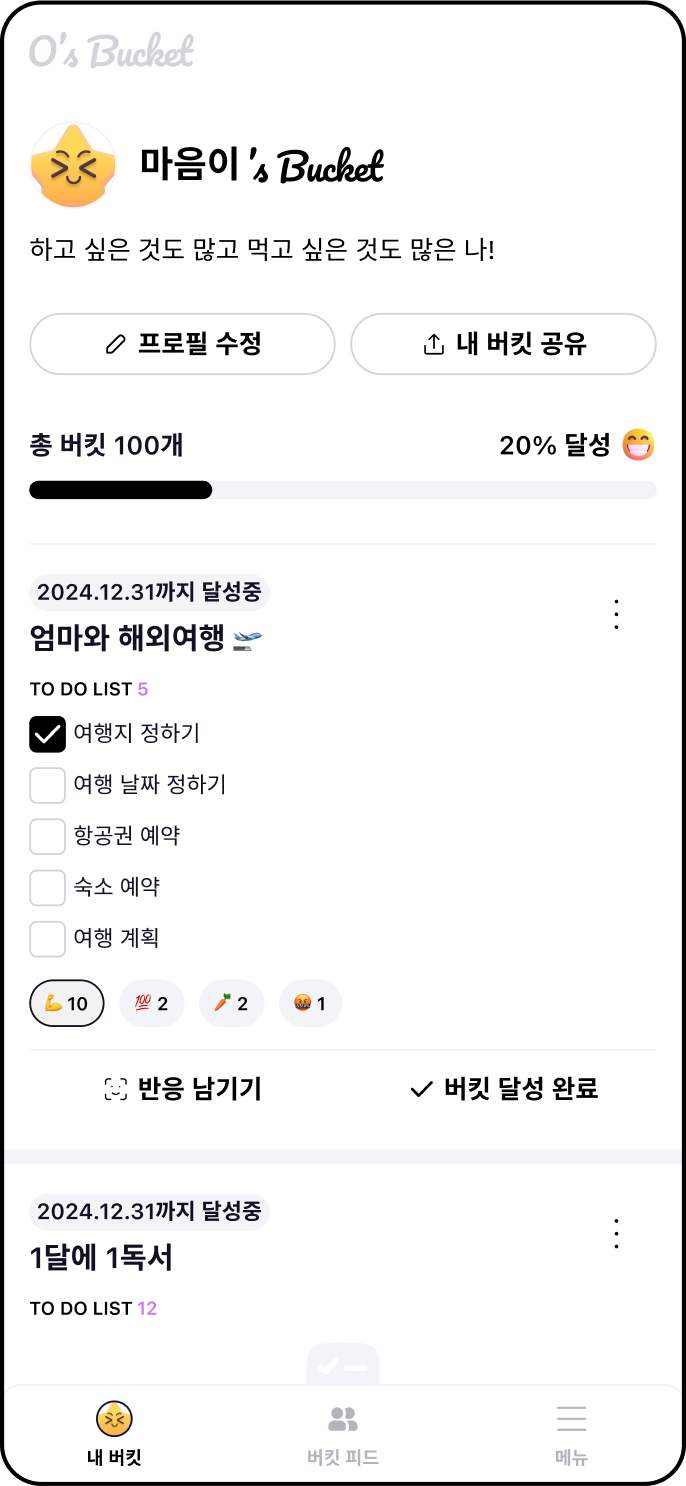 O's Bucket
마음이 's Bucket
하고 싶은 것도 많고 먹고 싶은 것도 많은 나!
프로필 수정
내 버킷 공유
총 버킷 100개
20% 달성
2024.12.31까지 달성중
엄마와 해외여행
TO DO LIST 5
여행지 정하기
여행 날짜 정하기
항공권 예약
숙소 예약
여행 계획
💪 10
💯 2
🥕 2
🤬 1
반응 남기기
버킷 달성 완료
2024.12.31까지 달성중
1달에 1독서
TO DO LIST 12
내 버킷
버킷 피드
메뉴